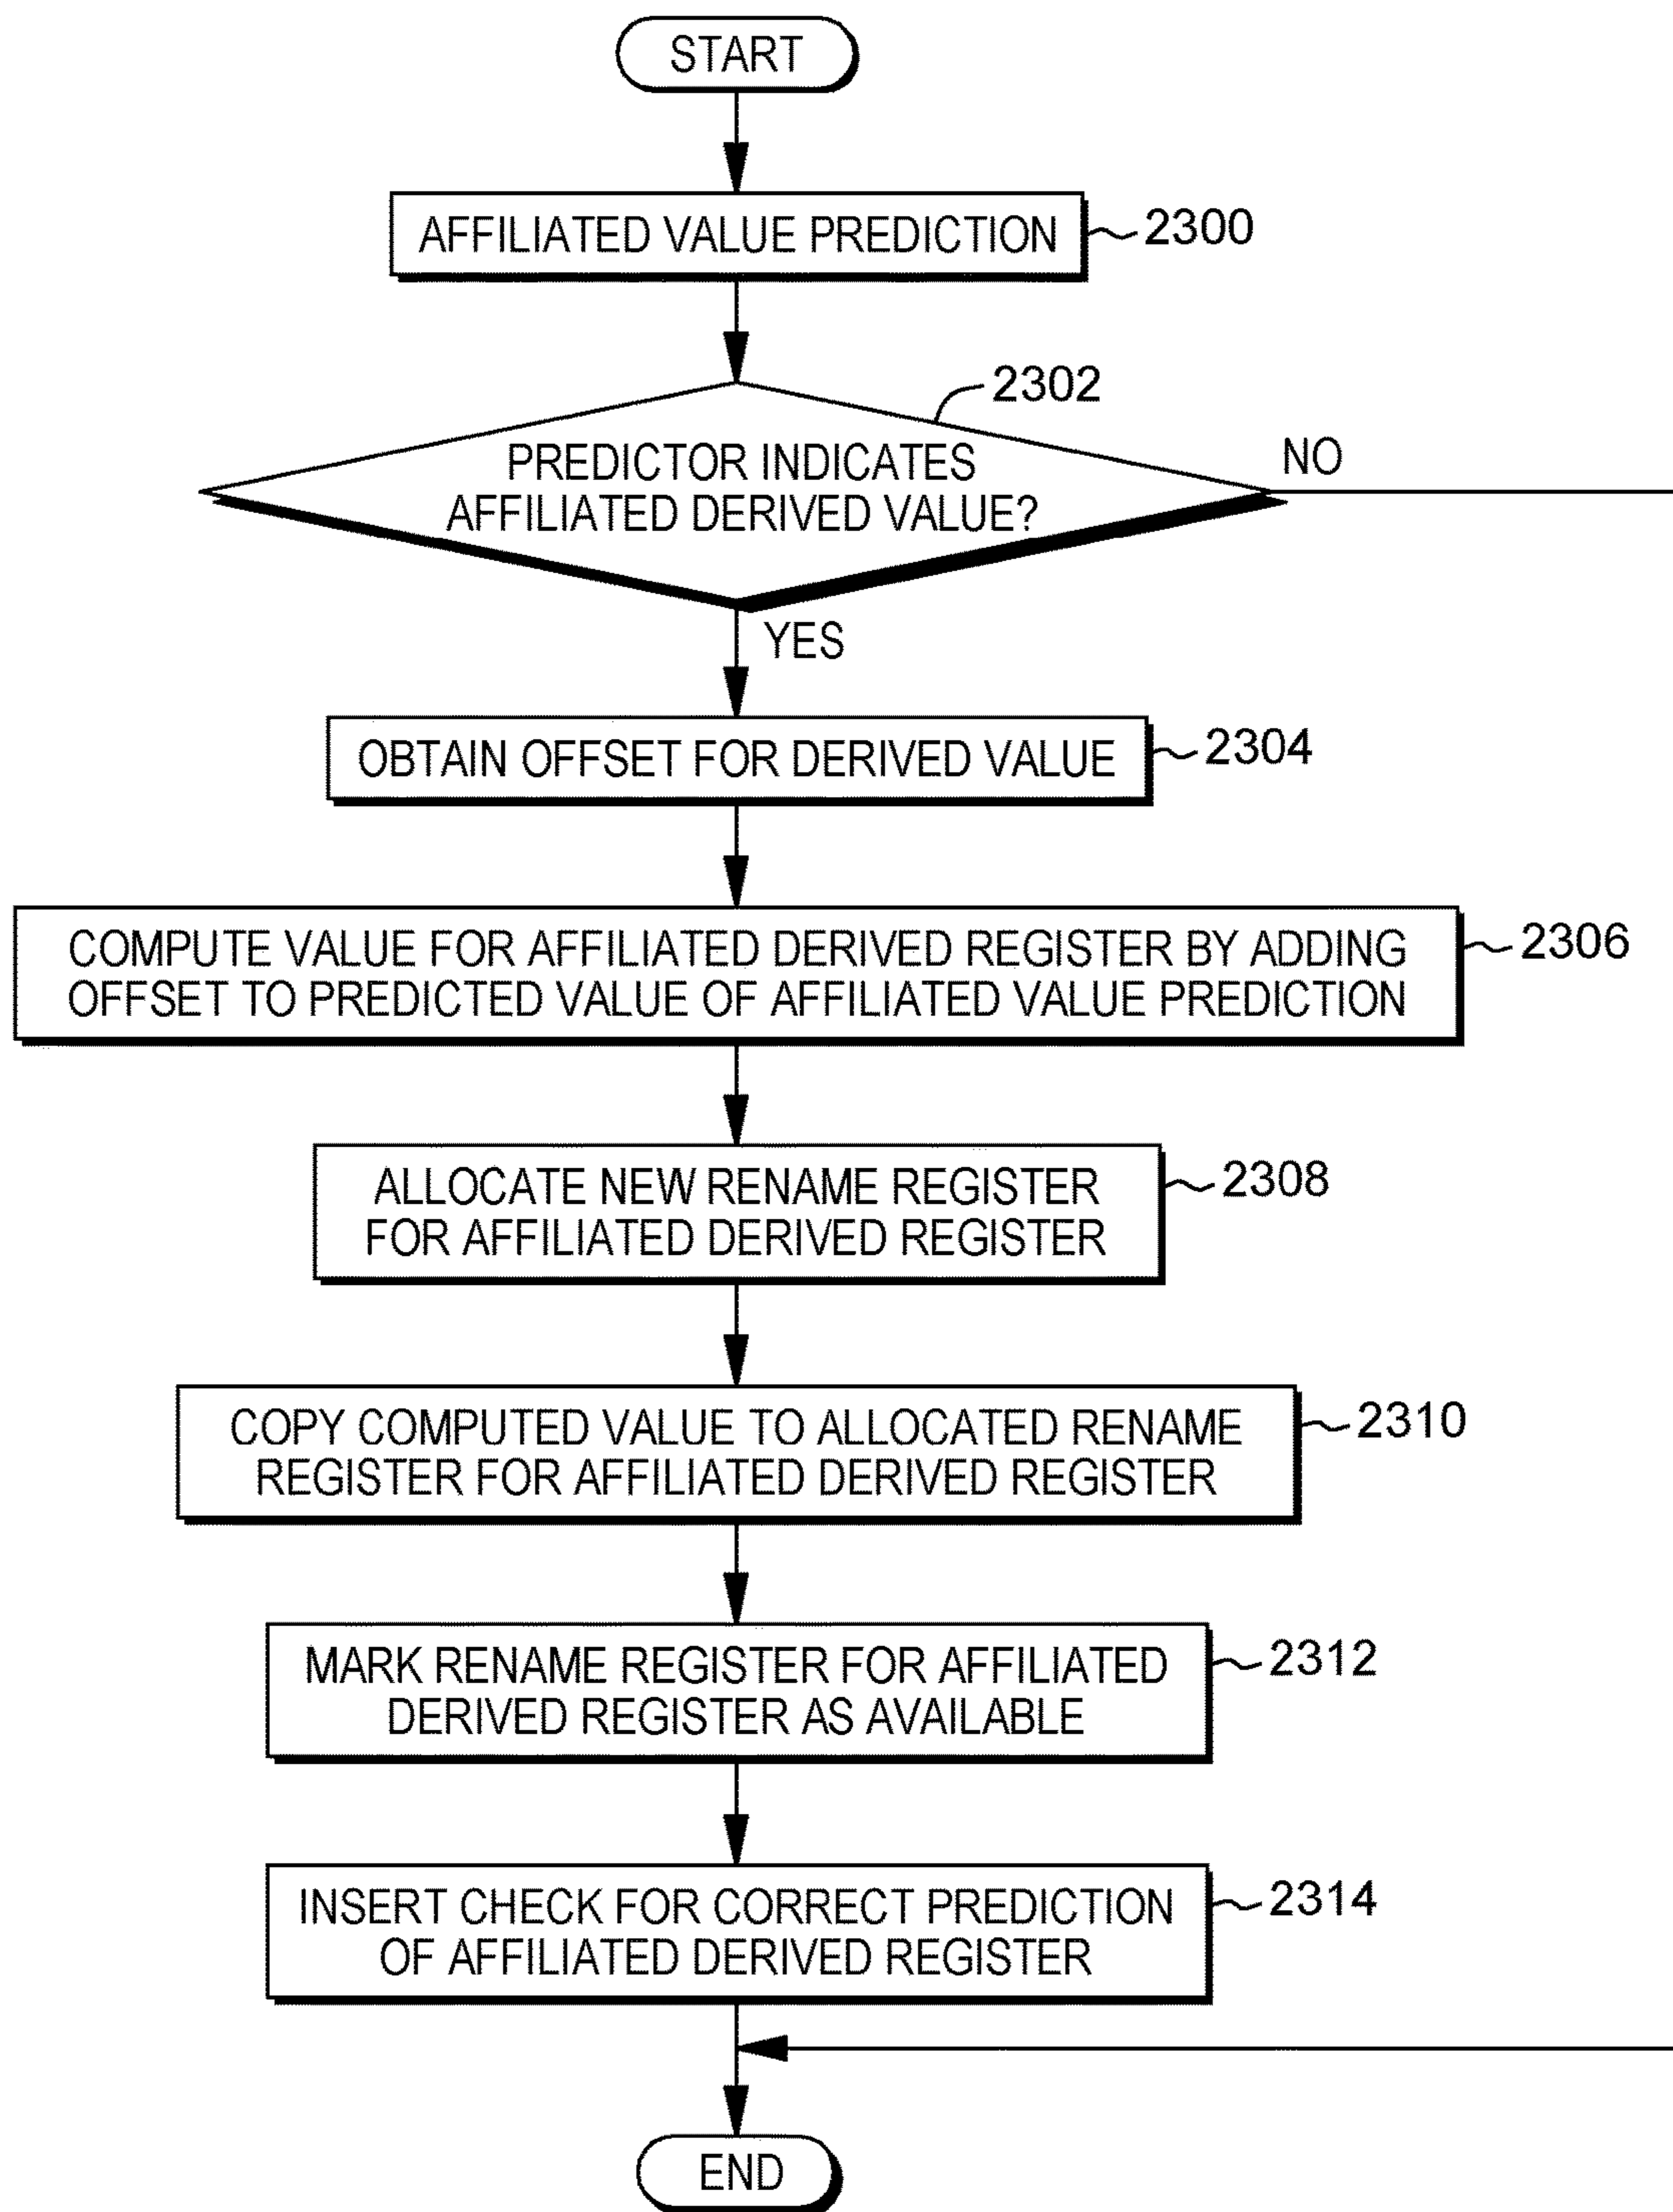 START
AFFILIATED VALUE PREDICTION
2300
2302
PREDICTOR INDICATES
AFFILIATED DERIVED VALUE?
NO
YES
OBTAIN OFFSET FOR DERIVED VALUE
2304
COMPUTE VALUE FOR AFFILIATED DERIVED REGISTER BY ADDING
OFFSET TO PREDICTED VALUE OF AFFILIATED VALUE PREDICTION
2306
ALLOCATE NEW RENAME REGISTER
FOR AFFILIATED DERIVED REGISTER
2308
COPY COMPUTED VALUE TO ALLOCATED RENAME
REGISTER FOR AFFILIATED DERIVED REGISTER
2310
MARK RENAME REGISTER FOR AFFILIATED
DERIVED REGISTER AS AVAILABLE
2312
INSERT CHECK FOR CORRECT PREDICTION
OF AFFILIATED DERIVED REGISTER
2314
END